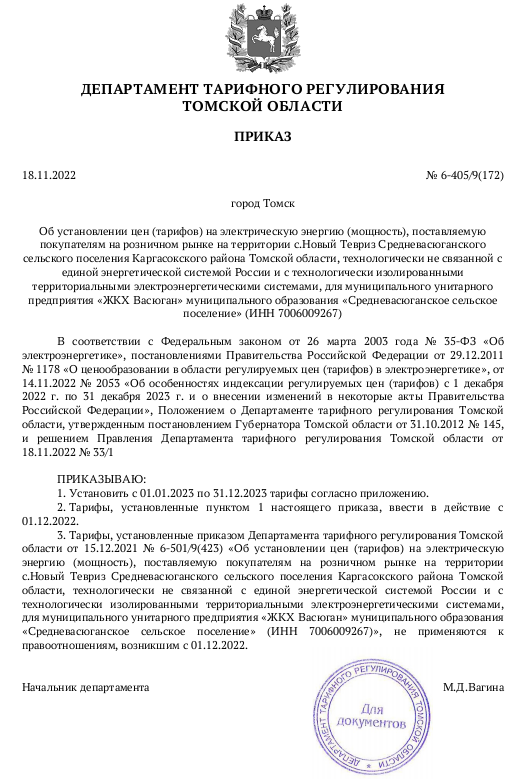 ДЕПАРТАМЕНТ ТАРИФНОГО РЕГУЛИРОВАНИЯ
ТОМСКОЙ ОБЛАСТИ
ПРИКАЗ
18.11.2022 № 6-405/9(172)
город Томск
Об установлении цен (тарифов) на электрическую энергию (мощность), поставляемую
покупателям на розничном рынке на территории с.Новый Тевриз Средневасюганского
сельского поселения Каргасокского района Томской области, технологически не связанной с
единой энергетической системой России и с технологически изолированными
территориальными электроэнергетическими системами, для муниципального унитарного
предприятия «ЖКХ Васюган» муниципального образования «Средневасюганское сельское
поселение» (ИНН 7006009267)
В соответствии с Федеральным законом от 26 марта 2003 года № 35-ФЗ «Об
электроэнергетике», постановлениями Правительства Российской Федерации от 29.12.2011
№ 1178 «О ценообразовании в области регулируемых цен (тарифов) в электроэнергетике», от
14.11.2022 № 2053 «Об особенностях индексации регулируемых цен (тарифов) с 1 декабря
2022 г. по 31 декабря 2023 г. и о внесении изменений в некоторые акты Правительства
Российской Федерации», Положением о Департаменте тарифного регулирования Томской
области, утвержденным постановлением Губернатора Томской области от 31.10.2012 № 145,
и решением Правления Департамента тарифного регулирования Томской области от
18.11.2022 № 33/1
ПРИКАЗЫВАЮ:
1. Установить с 01.01.2023 по 31.12.2023 тарифы согласно приложению.
2. Тарифы, установленные пунктом 1 настоящего приказа, ввести в действие с
01.12.2022.
3. Тарифы, установленные приказом Департамента тарифного регулирования Томской
области от 15.12.2021 № 6-501/9(423) «Об установлении цен (тарифов) на электрическую
энергию (мощность), поставляемую покупателям на розничном рынке на территории
с.Новый Тевриз Средневасюганского сельского поселения Каргасокского района Томской
области, технологически не связанной с единой энергетической системой России и с
технологически изолированными территориальными электроэнергетическими системами,
для муниципального унитарного предприятия «ЖКХ Васюган» муниципального образования
«Средневасюганское сельское поселение» (ИНН 7006009267)», не применяются к
правоотношениям, возникшим с 01.12.2022.
Начальник департамента М.Д.Вагина
ДЕПАРТАМЕНТ ТАРИФНОГО РЕГУЛИРОВАНИЯ ТОМСКОЙ ОБЛАСТИ
Для
документов